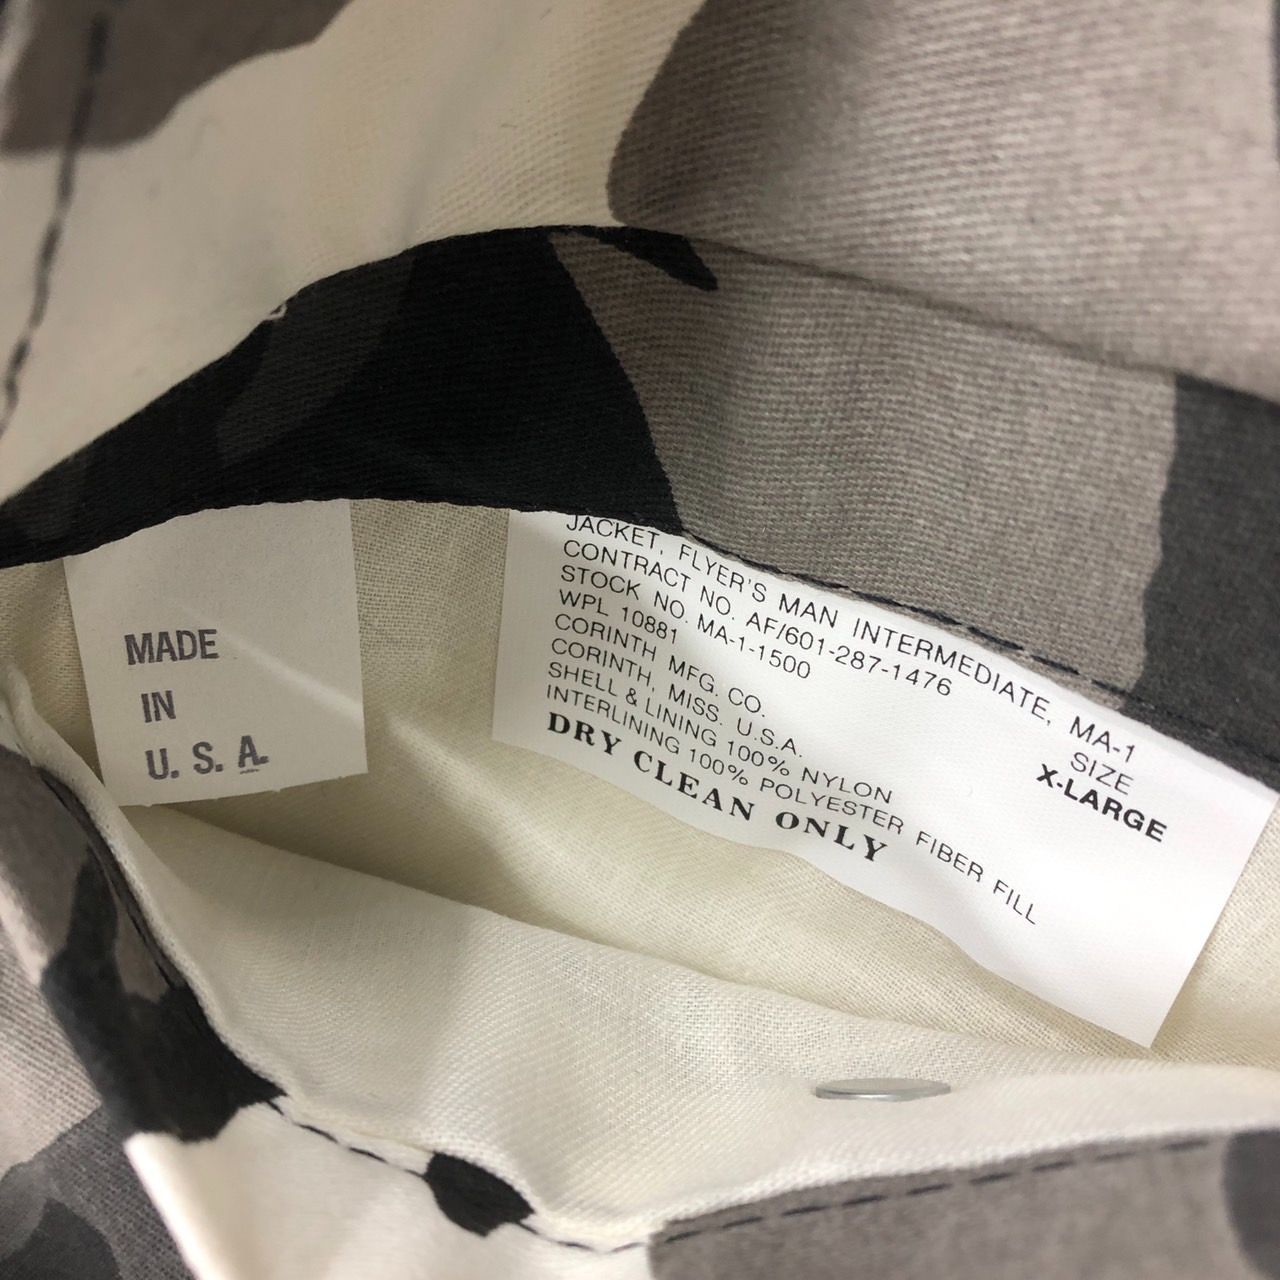 MADE
IN
U. S. A.
JACKET, FLYER'S MAN INTERMEDIATE, MA-1
CONTRACT NO. AF/601-287-1476
STOCK NO. MA-1-1500
WPL 10881
CORINTH MFG. CO.
CORINTH, MISS. U.S.A.
SHELL & LINING 100% NYLON
INTERLINING 100% POLYESTER FIBER FILL
DRY CLEAN ONLY
SIZE
X-LARGE